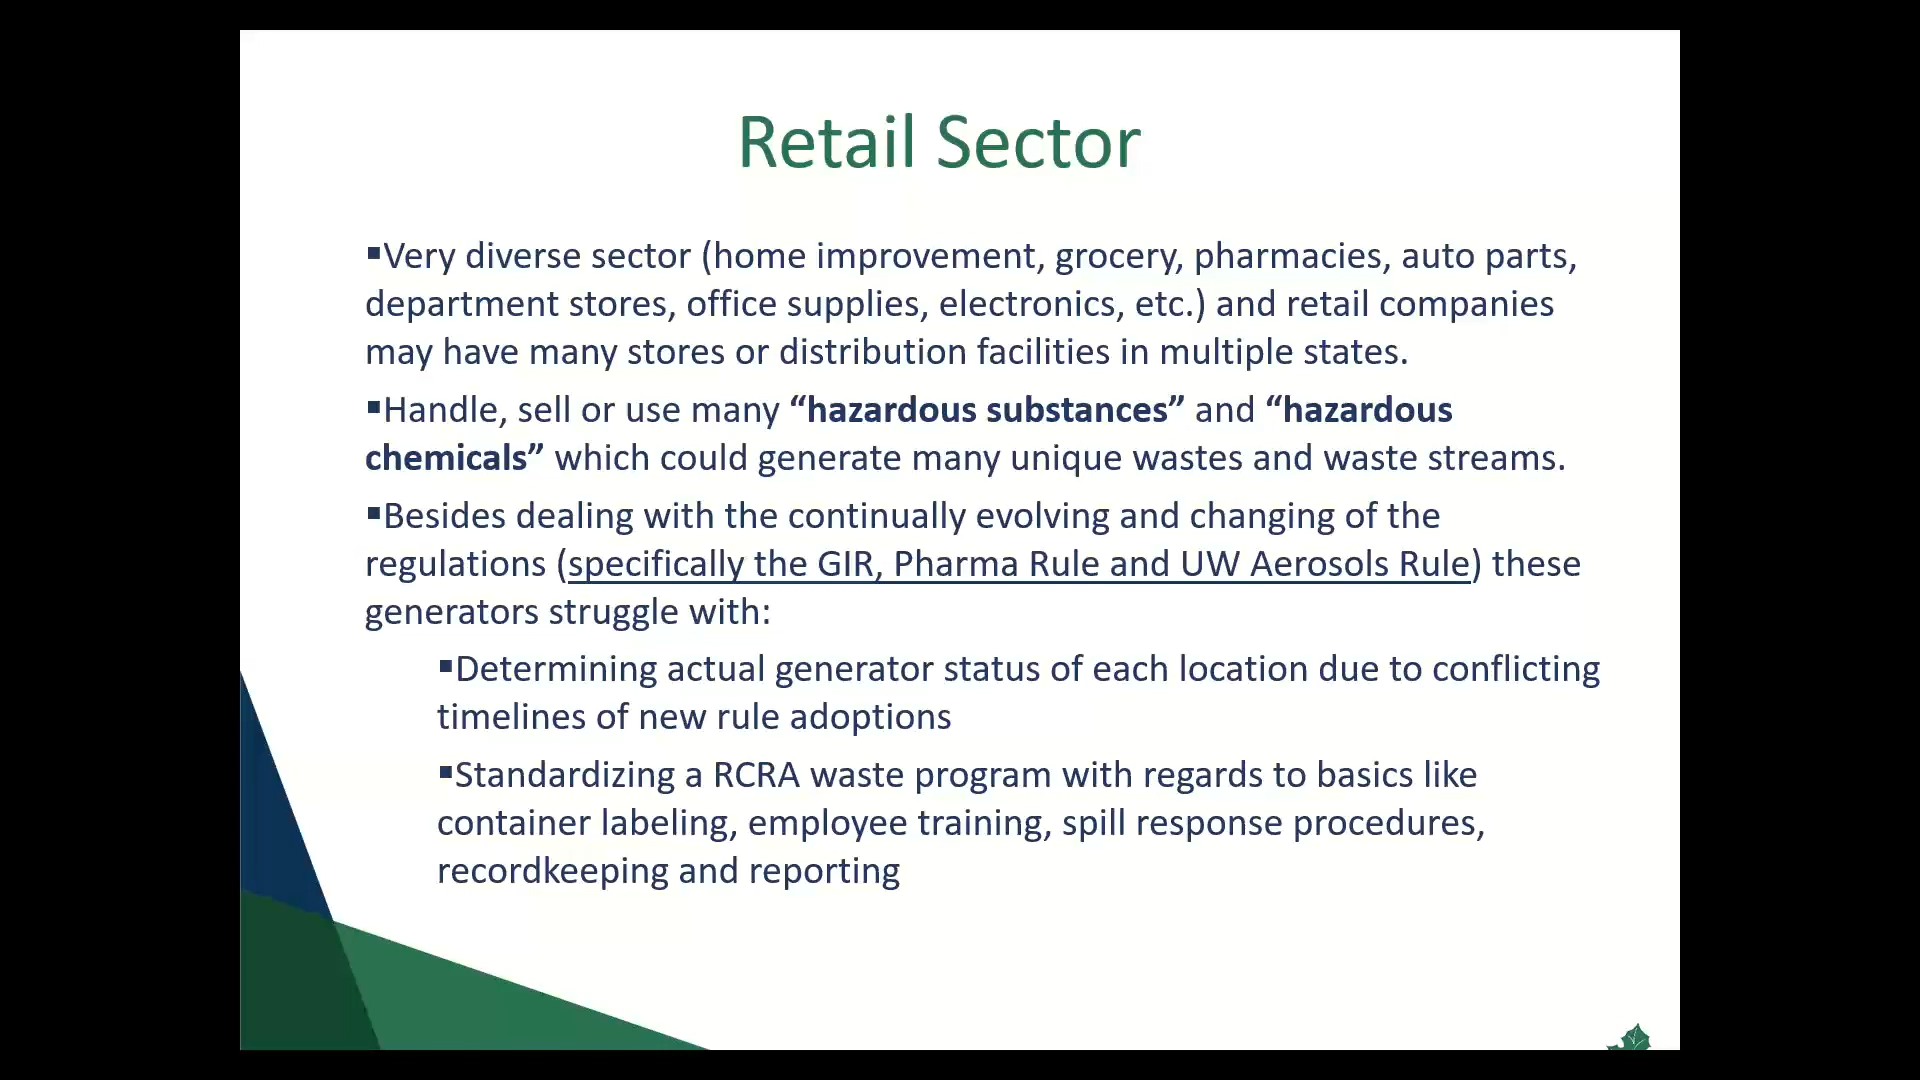 Retail Sector
▪Very diverse sector (home improvement, grocery, pharmacies, auto parts,
department stores, office supplies, electronics, etc.) and retail companies
may have many stores or distribution facilities in multiple states.
▪Handle, sell or use many “hazardous substances” and “hazardous
chemicals” which could generate many unique wastes and waste streams.
▪Besides dealing with the continually evolving and changing of the
regulations (specifically the GIR, Pharma Rule and UW Aerosols Rule) these
generators struggle with:
▪Determining actual generator status of each location due to conflicting
timelines of new rule adoptions
▪Standardizing a RCRA waste program with regards to basics like
container labeling, employee training, spill response procedures,
recordkeeping and reporting